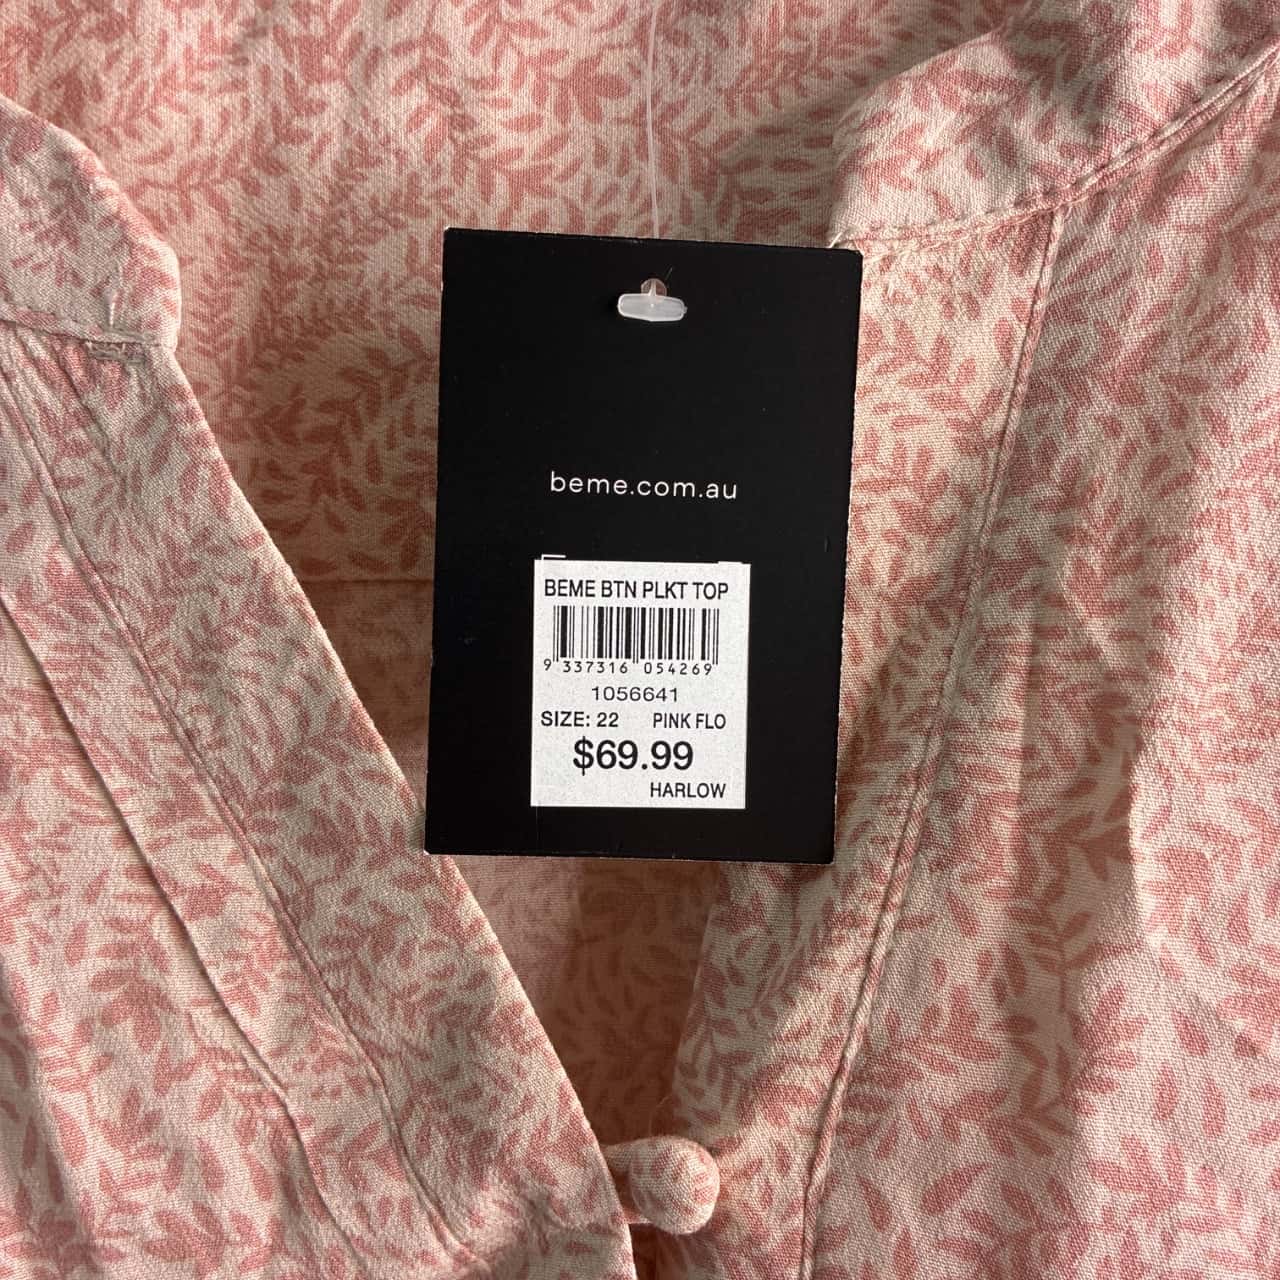 beme.com.au
BEME BTN PLKT TOP
9 337316 054269
1056641
SIZE: 22 PINK FLO
$69.99
HARLOW